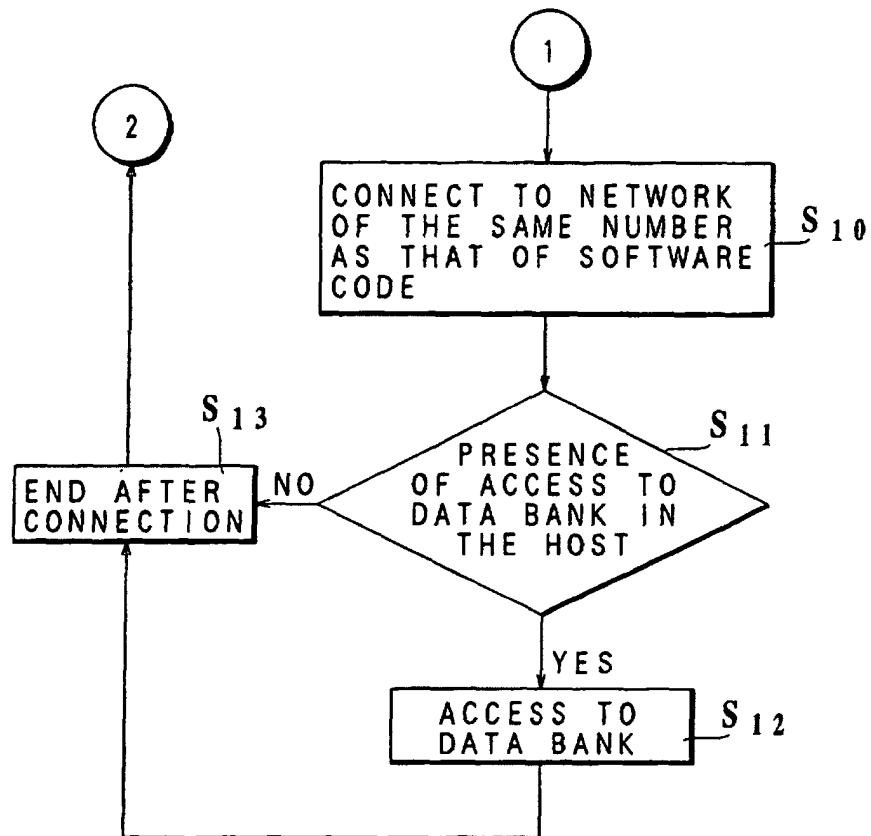 1
2
CONNECT TO NETWORK
OF THE SAME NUMBER
AS THAT OF SOFTWARE
CODE
S10
S13
S11
PRESENCE
OF ACCESS TO
DATA BANK IN
THE HOST
NO
END AFTER
CONNECTION
YES
ACCESS TO
DATA BANK
S12